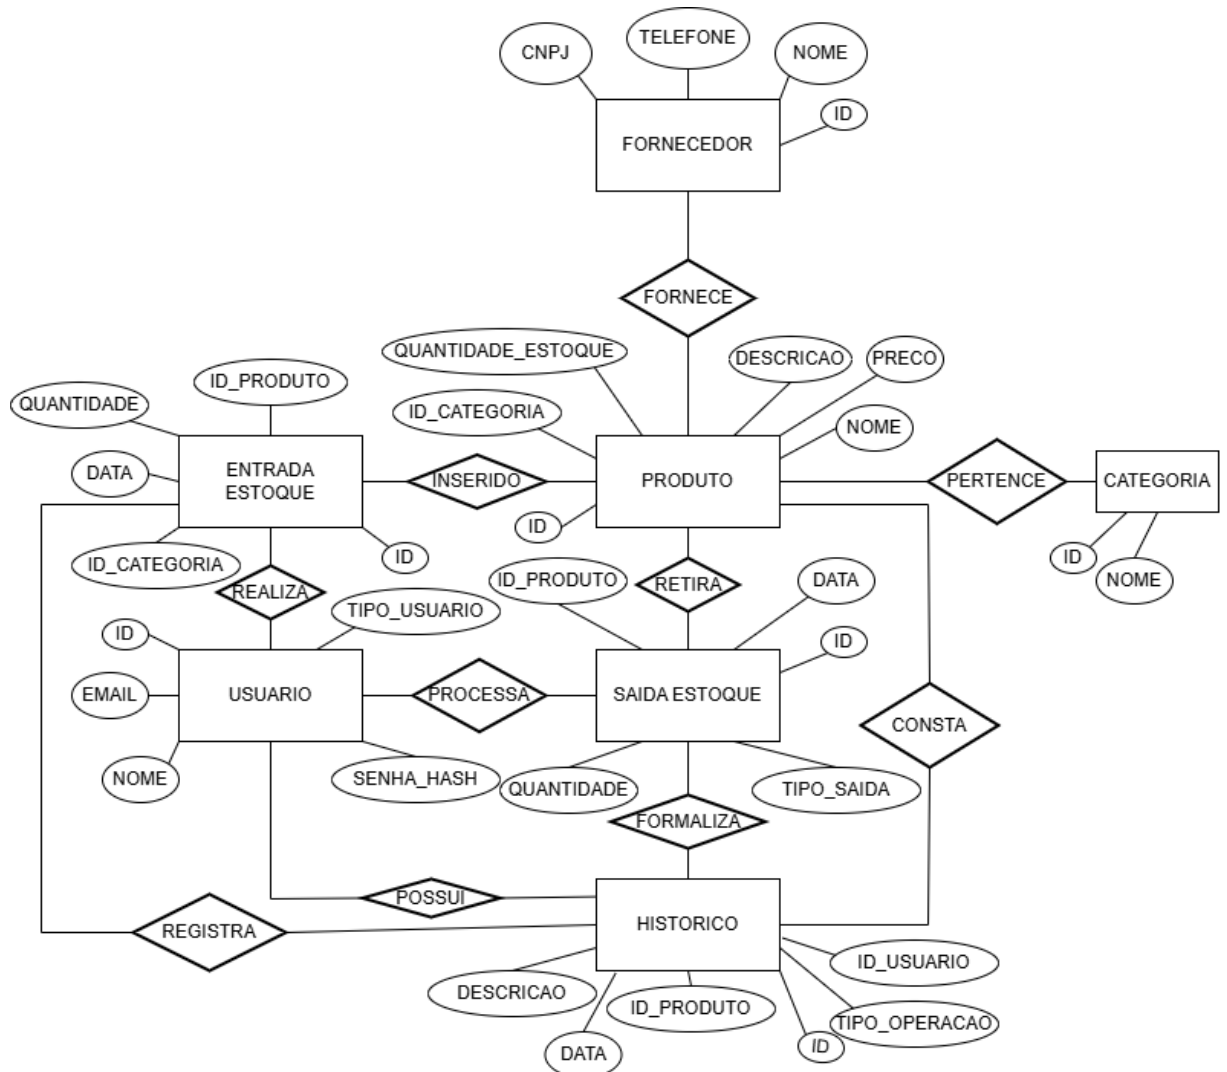 TELEFONE
CNPJ
NOME
ID
FORNECEDOR
FORNECE
QUANTIDADE_ESTOQUE
DESCRICAO
PRECO
ID_PRODUTO
QUANTIDADE
ID_CATEGORIA
NOME
ENTRADA
ESTOQUE
DATA
INSERIDO
PRODUTO
PERTENCE
CATEGORIA
ID
ID_CATEGORIA
ID
ID
NOME
REALIZA
ID_PRODUTO
RETIRA
DATA
TIPO_USUARIO
ID
ID
EMAIL
USUARIO
PROCESSA
SAIDA ESTOQUE
CONSTA
NOME
SENHA_HASH
QUANTIDADE
TIPO_SAIDA
FORMALIZA
POSSUI
REGISTRA
HISTORICO
ID_USUARIO
DESCRICAO
ID_PRODUTO
TIPO_OPERACAO
DATA
ID